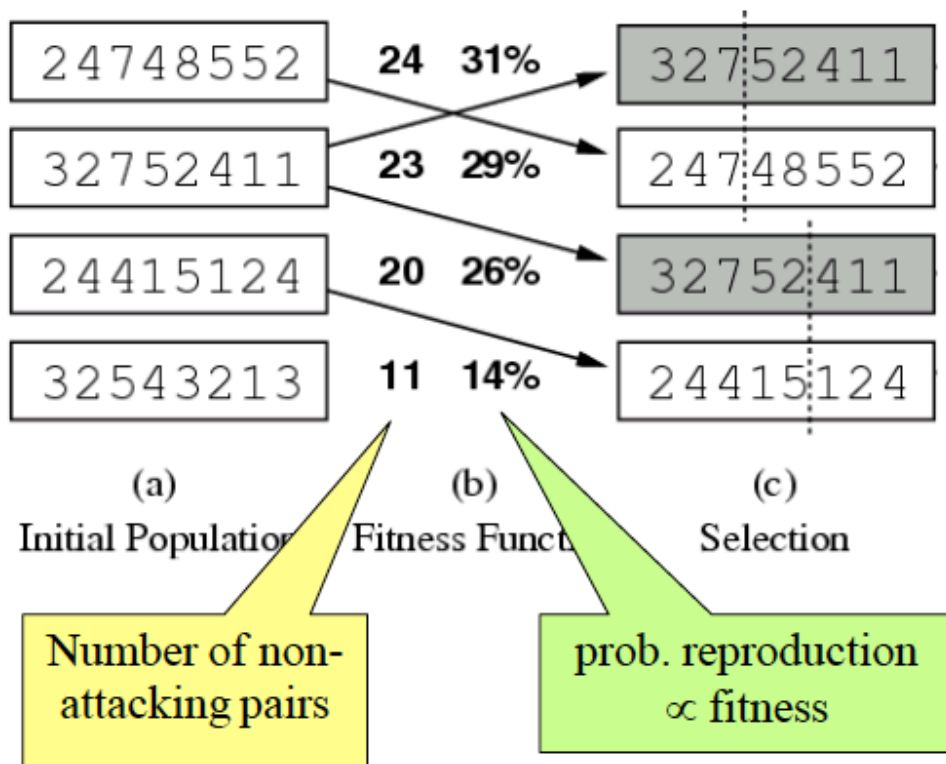 24748552 24 31% 32752411
32752411 23 29% 24748552
24415124 20 26% 32752411
32543213 11 14% 24415124
(a) (b) (c)
Initial Population Fitness Functi Selection
Number of non-
attacking pairs
prob. reproduction
∝ fitness